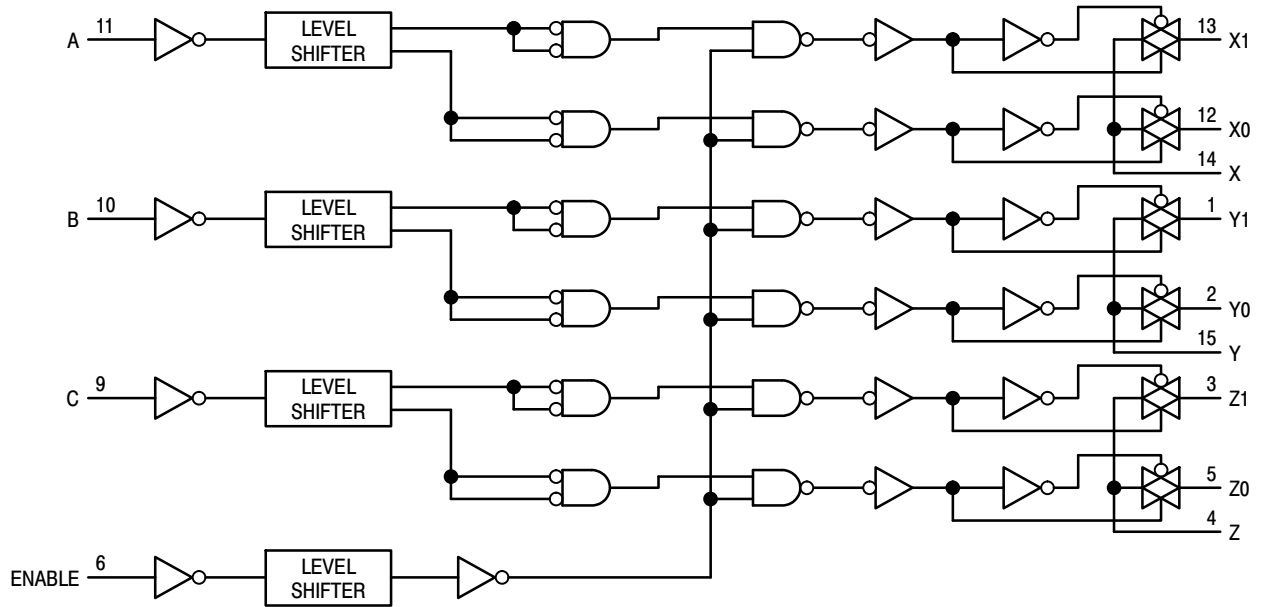 A 11 LEVEL SHIFTER 13 X1
12 X0
14 X
B 10 LEVEL SHIFTER 1 Y1
2 Y0
15 Y
C 9 LEVEL SHIFTER 3 Z1
5 Z0
4 Z
ENABLE 6 LEVEL SHIFTER